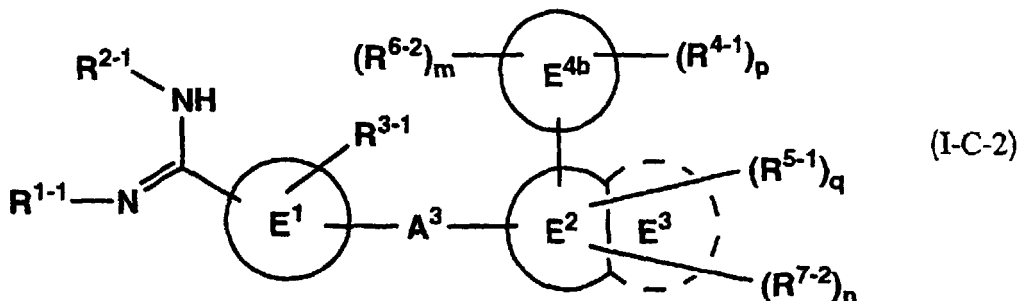 R²⁻¹
NH
R¹⁻¹—N
R³⁻¹
E¹
A³
(R⁶⁻²)ₘ
E⁴ᵇ
(R⁴⁻¹)ₚ
E²
E³
(R⁵⁻¹)q
(R⁷⁻²)ₙ
(I-C-2)